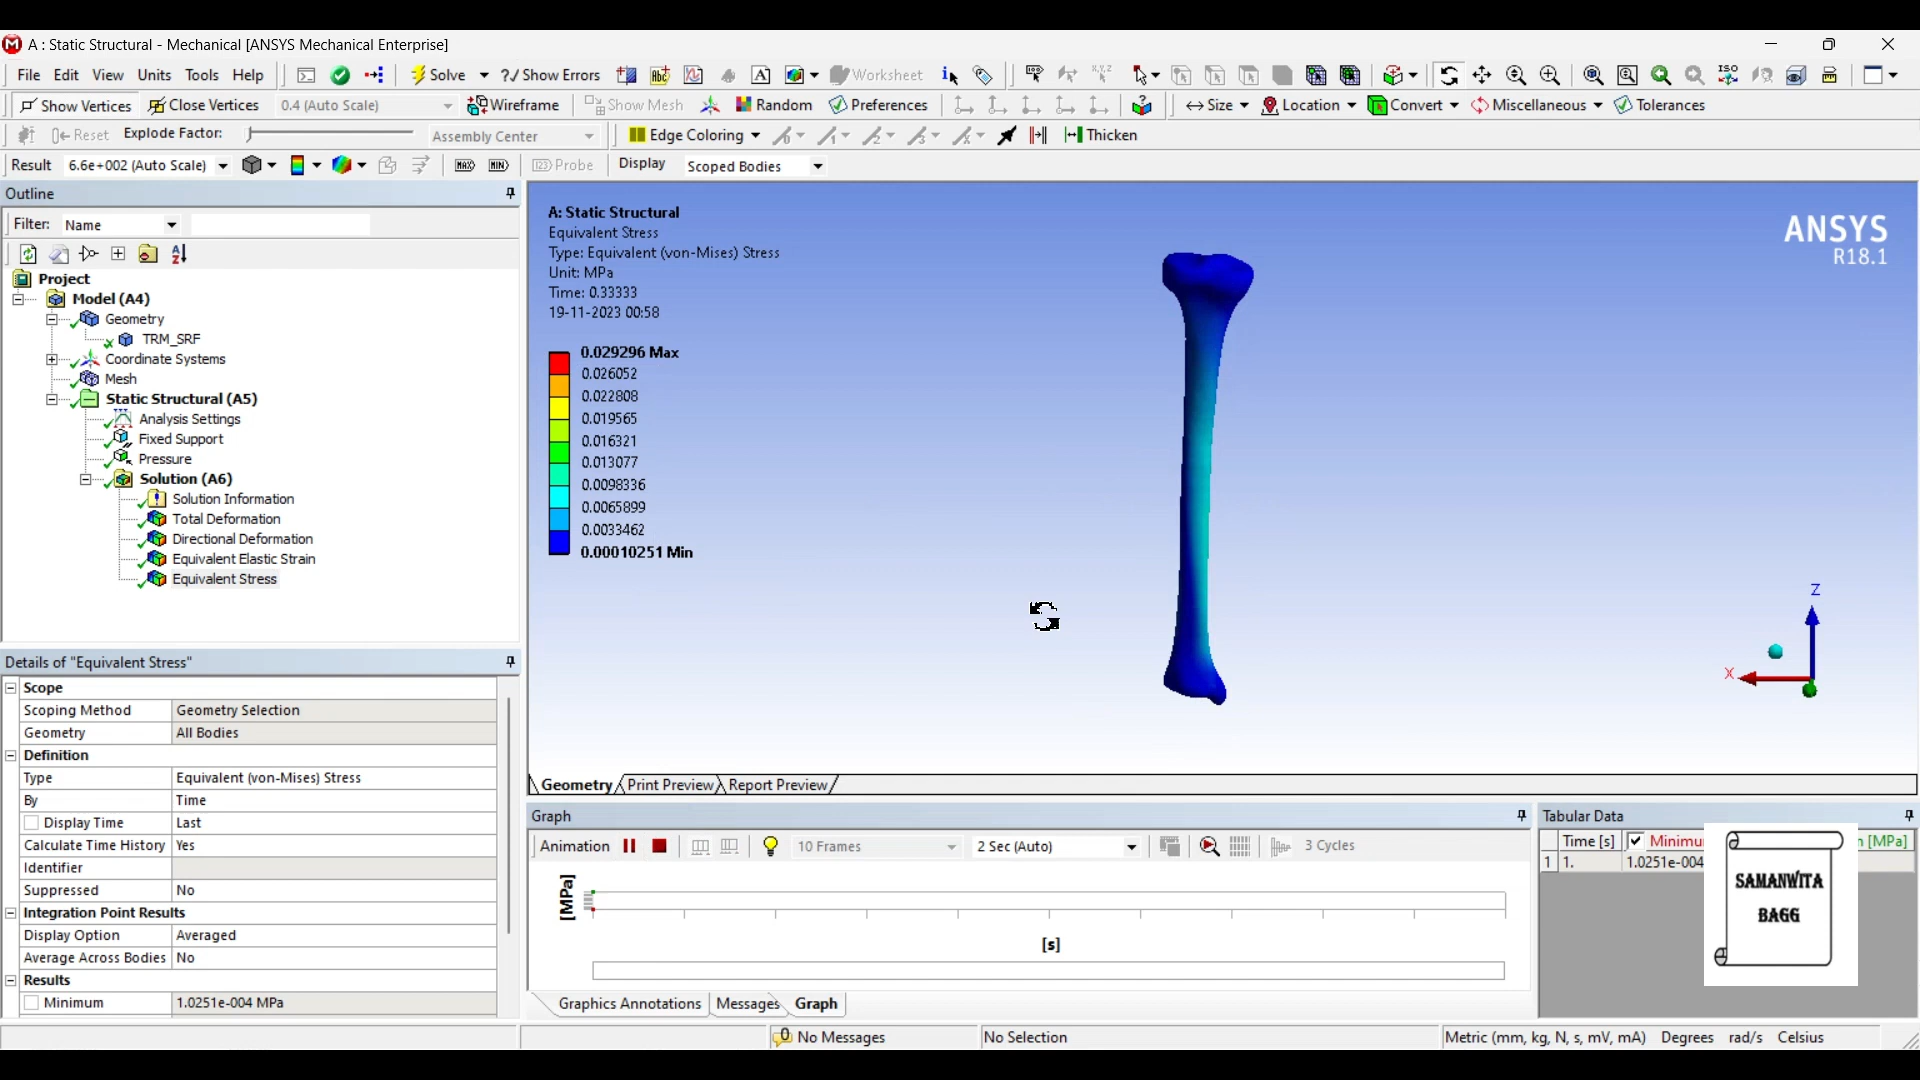 A : Static Structural - Mechanical [ANSYS Mechanical Enterprise]
File Edit View Units Tools Help Solve ?/ Show Errors Worksheet
Show Vertices Close Vertices 0.4 (Auto Scale) Wireframe Show Mesh Random Preferences Size Location Convert Miscellaneous Tolerances
Reset Explode Factor: Assembly Center Edge Coloring Thicken
Result 6.6e+002 (Auto Scale) MAX MIN Probe Display Scoped Bodies
Outline
Filter: Name
Project
Model (A4)
Geometry
TRM_SRF
Coordinate Systems
Mesh
Static Structural (A5)
Analysis Settings
Fixed Support
Pressure
Solution (A6)
Solution Information
Total Deformation
Directional Deformation
Equivalent Elastic Strain
Equivalent Stress
A: Static Structural
Equivalent Stress
Type: Equivalent (von-Mises) Stress
Unit: MPa
Time: 0.33333
19-11-2023 00:58
0.029296 Max
0.026052
0.022808
0.019565
0.016321
0.013077
0.0098336
0.0065899
0.0033462
0.00010251 Min
ANSYS
R18.1
Z
X
Details of "Equivalent Stress"
Scope
Scoping Method Geometry Selection
Geometry All Bodies
Definition
Type Equivalent (von-Mises) Stress
By Time
Display Time Last
Calculate Time History Yes
Identifier
Suppressed No
Integration Point Results
Display Option Averaged
Average Across Bodies No
Results
Minimum 1.0251e-004 MPa
Geometry Print Preview Report Preview
Graph
Animation 10 Frames 2 Sec (Auto) 3 Cycles
[MPa]
[s]
Graphics Annotations Messages Graph
Tabular Data
Time [s] Minimu [MPa]
1 1. 1.0251e-004
SAMANWITA
BAGG
0 No Messages No Selection Metric (mm, kg, N, s, mV, mA) Degrees rad/s Celsius